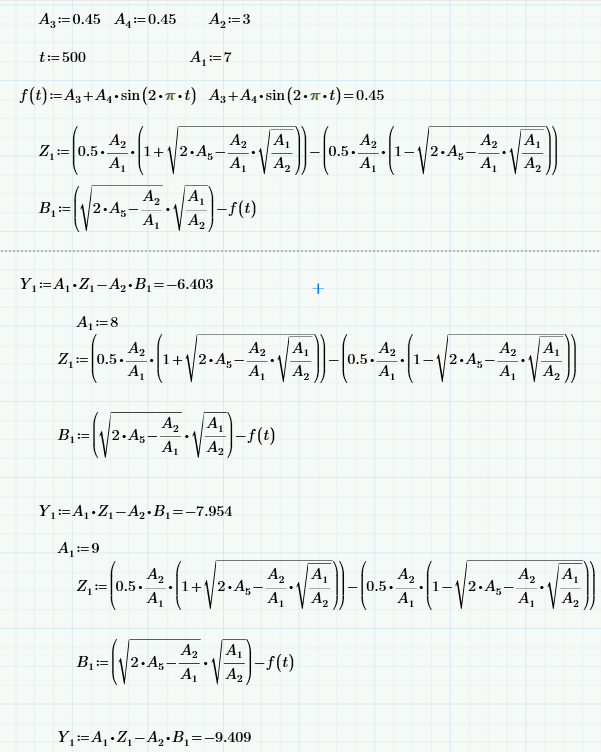 A₃:=0.45 A₄:=0.45 A₂:=3
t:=500 A₁:=7
f(t):=A₃+A₄•sin(2•π•t) A₃+A₄•sin(2•π•t)=0.45
Z₁:=(0.5•A₂/A₁•(1+√(2•A₅−A₂/A₁•√(A₁/A₂))))−(0.5•A₂/A₁•(1−√(2•A₅−A₂/A₁•√(A₁/A₂))))
B₁:=(√(2•A₅−A₂/A₁)•√(A₁/A₂))−f(t)
Y₁:=A₁•Z₁−A₂•B₁=−6.403
A₁:=8
Z₁:=(0.5•A₂/A₁•(1+√(2•A₅−A₂/A₁•√(A₁/A₂))))−(0.5•A₂/A₁•(1−√(2•A₅−A₂/A₁•√(A₁/A₂))))
B₁:=(√(2•A₅−A₂/A₁)•√(A₁/A₂))−f(t)
Y₁:=A₁•Z₁−A₂•B₁=−7.954
A₁:=9
Z₁:=(0.5•A₂/A₁•(1+√(2•A₅−A₂/A₁•√(A₁/A₂))))−(0.5•A₂/A₁•(1−√(2•A₅−A₂/A₁•√(A₁/A₂))))
B₁:=(√(2•A₅−A₂/A₁)•√(A₁/A₂))−f(t)
Y₁:=A₁•Z₁−A₂•B₁=−9.409